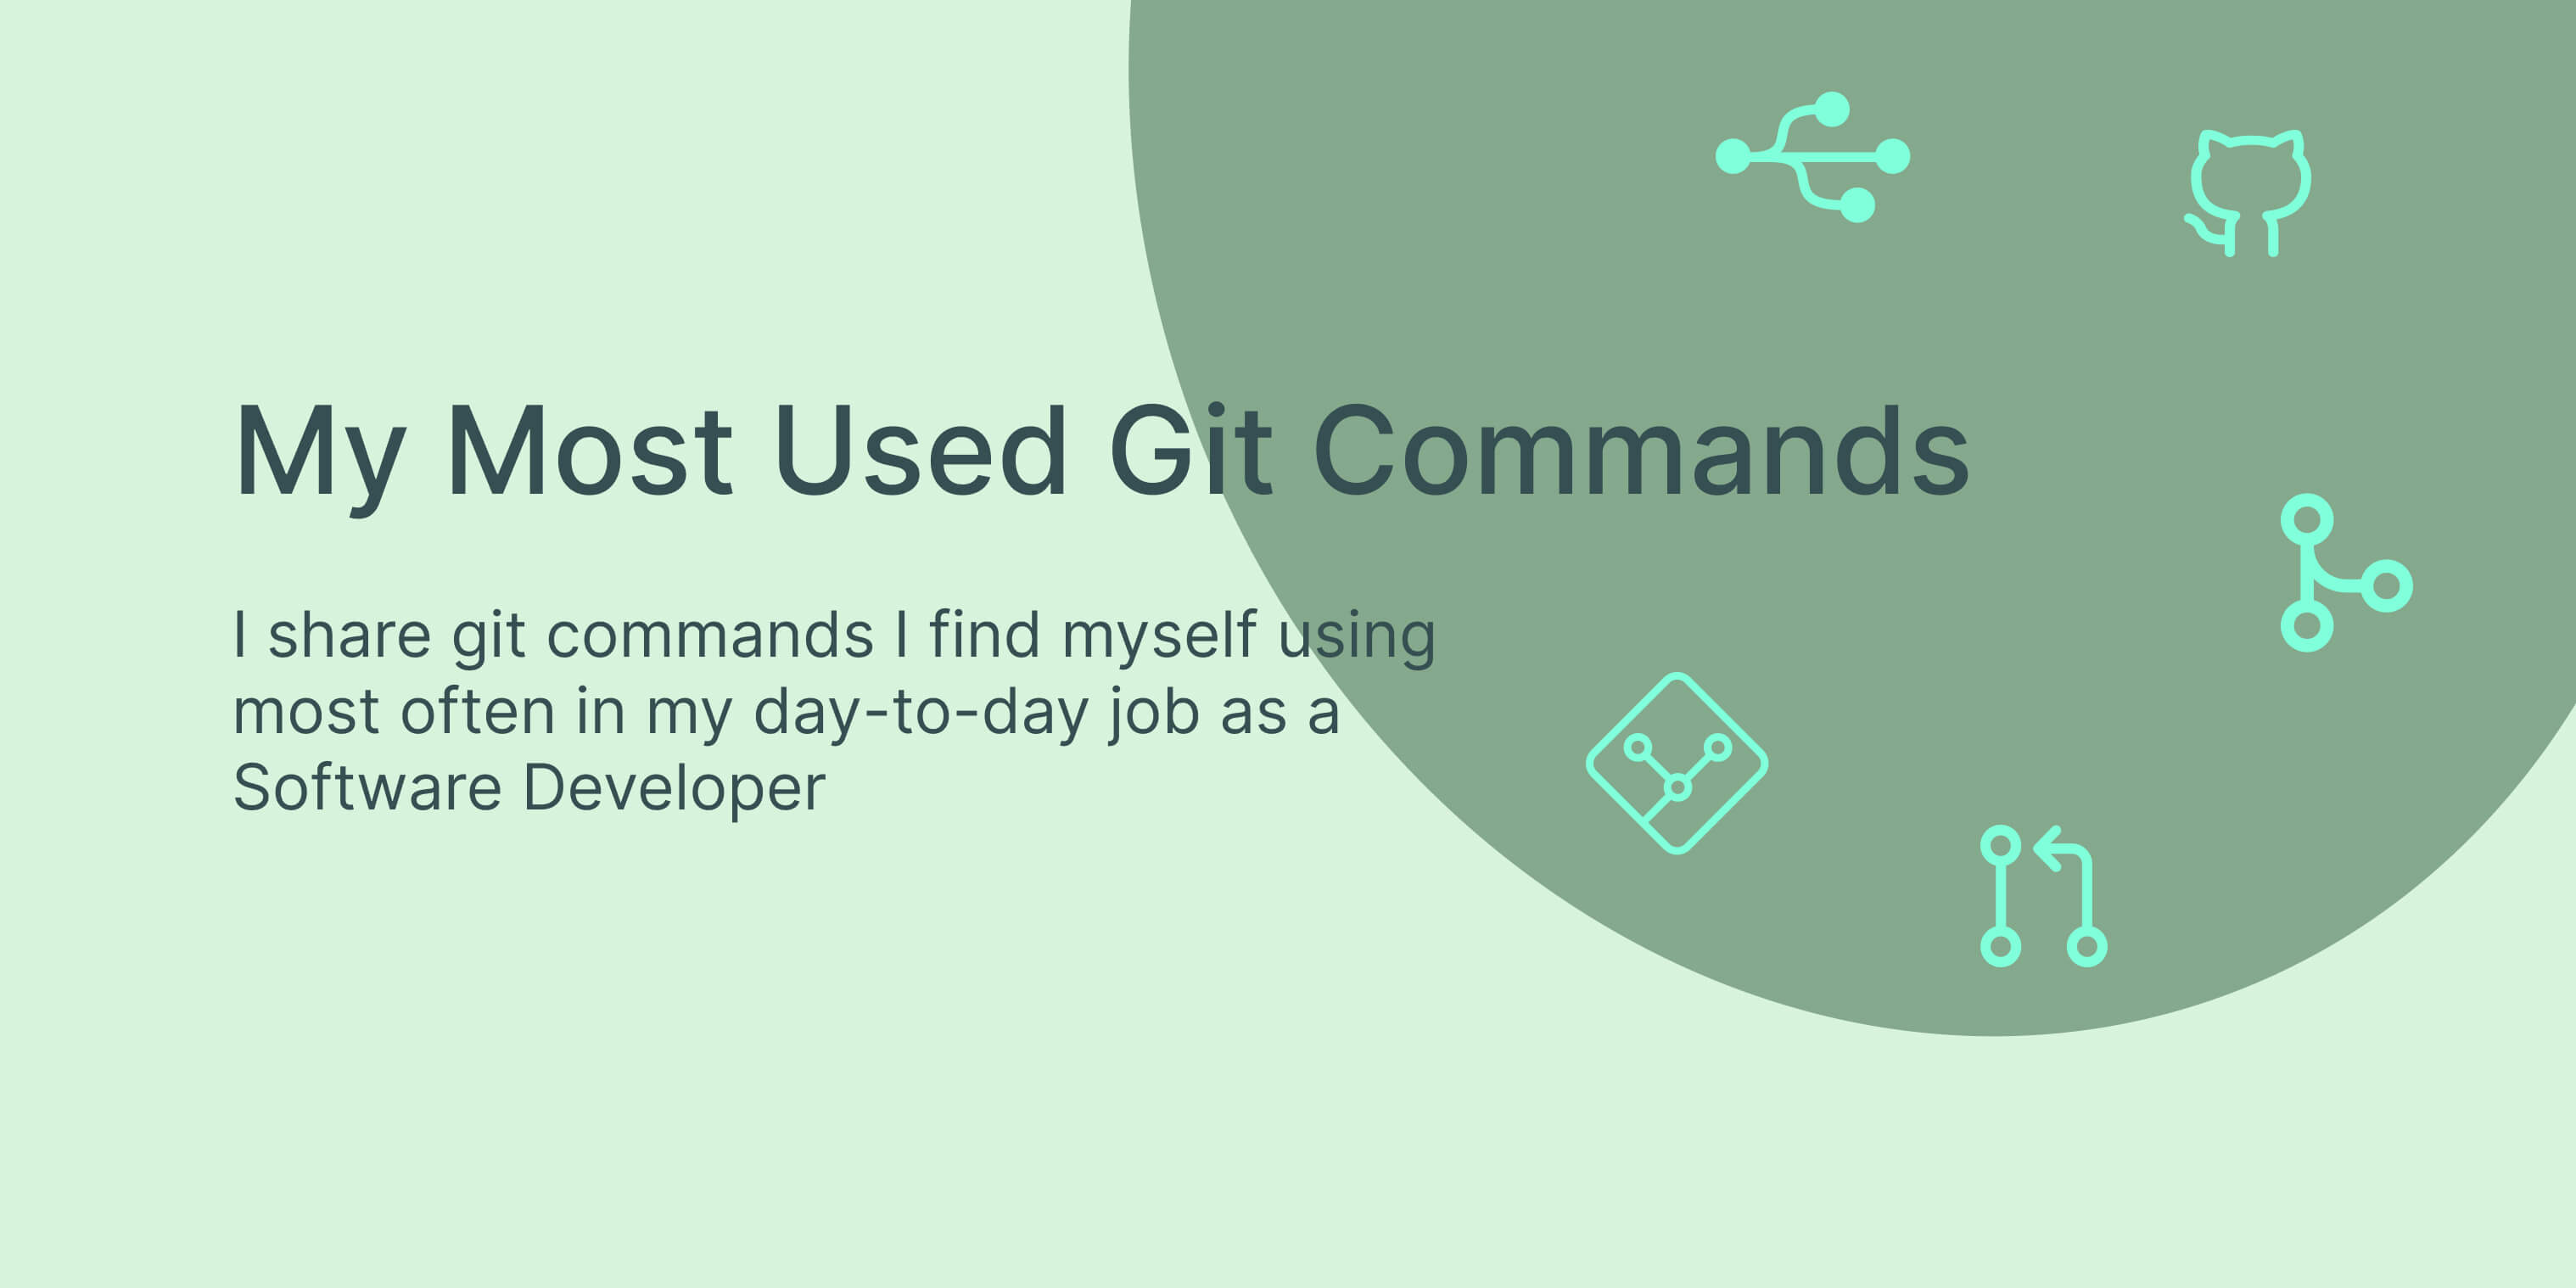 My Most Used Git Commands
I share git commands I find myself using
most often in my day-to-day job as a
Software Developer